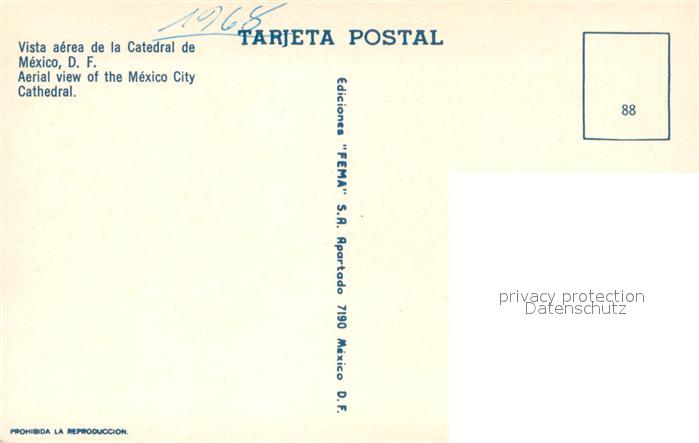 1968
TARJETA POSTAL
Vista aérea de la Catedral de
México, D. F.
Aerial view of the México City
Cathedral.
88
Ediciones "FEMA" S.A. Apartado 7190 México D.F.
privacy protection
Datenschutz
PROHIBIDA LA REPRODUCCION.